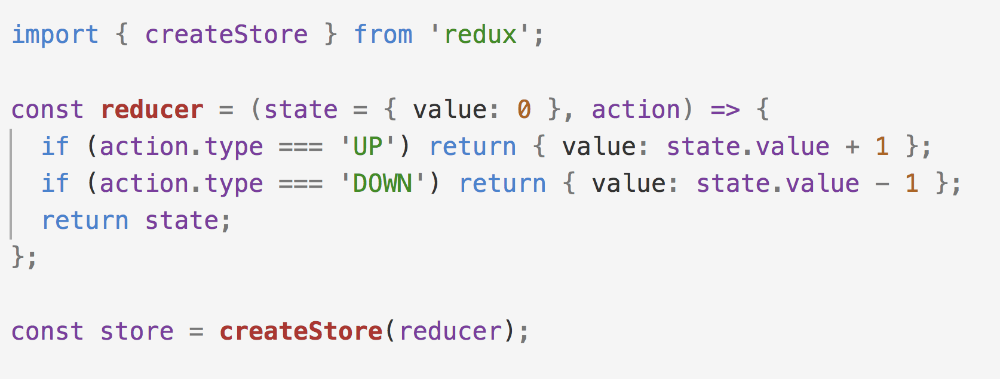 import { createStore } from 'redux';
const reducer = (state = { value: 0 }, action) => {
  if (action.type === 'UP') return { value: state.value + 1 };
  if (action.type === 'DOWN') return { value: state.value - 1 };
  return state;
};
const store = createStore(reducer);